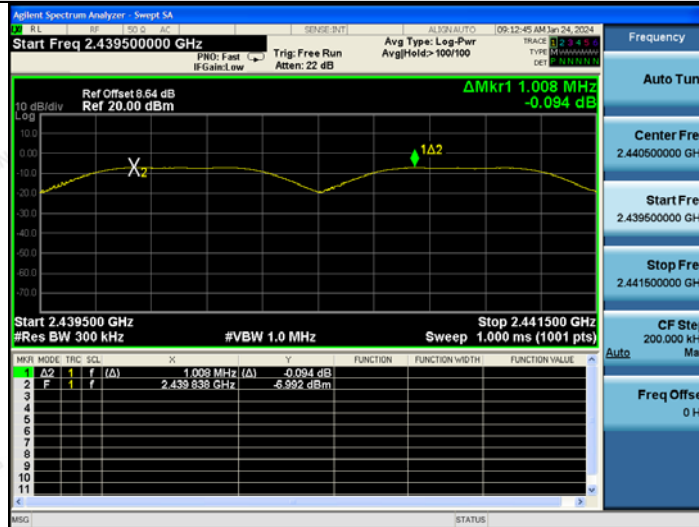 Agilent Spectrum Analyzer - Swept SA
RL RF 50 Ω AC SENSE:INT ALIGN AUTO 09:12:45 AM Jan 24, 2024
Start Freq 2.439500000 GHz
PNO: Fast
IFGain:Low
Trig: Free Run
Atten: 22 dB
Avg Type: Log-Pwr
Avg|Hold:> 100/100
TRACE 1 2 3 4 5 6
TYPE M
DET P N N N N N
ΔMkr1 1.008 MHz
-0.094 dB
Ref Offset 8.64 dB
10 dB/div Ref 20.00 dBm
Log
10.0
0.00
-10.0
-20.0
-30.0
-40.0
-50.0
-60.0
-70.0
X2
1Δ2
Start 2.439500 GHz Stop 2.441500 GHz
#Res BW 300 kHz #VBW 1.0 MHz Sweep 1.000 ms (1001 pts)
MKR MODE TRC SCL X Y FUNCTION FUNCTION WIDTH FUNCTION VALUE
1 Δ2 1 f (Δ) 1.008 MHz (Δ) -0.094 dB
2 F 1 f 2.439 838 GHz -6.992 dBm
3
4
5
6
7
8
9
10
11
MSG STATUS
Frequency
Auto Tun
Center Fre
2.440500000 GH
Start Fre
2.439500000 GH
Stop Fre
2.441500000 GH
CF Ste
200.000 kH
Auto Ma
Freq Offse
0 H